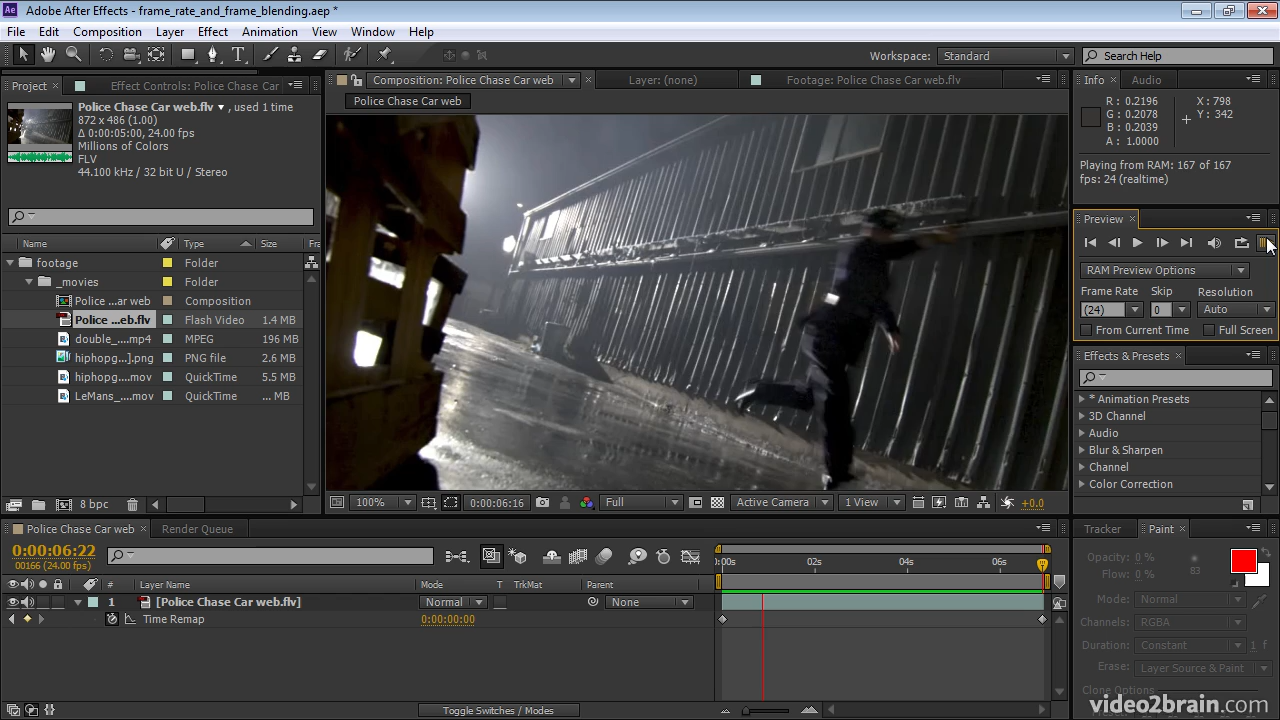 Ae Adobe After Effects - frame_rate_and_frame_blending.aep *
File Edit Composition Layer Effect Animation View Window Help
Workspace: Standard Search Help
Project × Effect Controls: Police Chase Car
Composition: Police Chase Car web × Layer: (none) Footage: Police Chase Car web.flv
Info × Audio
Police Chase Car web.flv ▼, used 1 time
872 x 486 (1.00)
Δ 0:00:05:00, 24.00 fps
Millions of Colors
FLV
44.100 kHz / 32 bit U / Stereo
Police Chase Car web
R : 0.2196
G : 0.2078
B : 0.2039
A : 1.0000
X : 798
Y : 342
Playing from RAM: 167 of 167
fps: 24 (realtime)
Preview ×
RAM Preview Options
Frame Rate Skip Resolution
(24) 0 Auto
From Current Time Full Screen
Name Type Size Fra
footage Folder
_movies Folder
Police ...ar web Composition
Police ...eb.flv Flash Video 1.4 MB
double_....mp4 MPEG 196 MB
hiphopg...].png PNG file 2.6 MB
hiphopg....mov QuickTime 5.5 MB
LeMans_....mov QuickTime ... MB
8 bpc
Effects & Presets ×
* Animation Presets
3D Channel
Audio
Blur & Sharpen
Channel
Color Correction
100% 0:00:06:16 Full Active Camera 1 View +0.0
Police Chase Car web × Render Queue
0:00:06:22
00166 (24.00 fps)
0:00s 02s 04s 06s
# Layer Name Mode T TrkMat Parent
1 [Police Chase Car web.flv] Normal None
Time Remap 0:00:00:00
Toggle Switches / Modes
Tracker Paint ×
Opacity: 0 %
Flow: 0 % 83
Mode: Normal
Channels: RGBA
Duration: Constant 1 f
Erase: Layer Source & Paint
Clone Options
video2brain.com